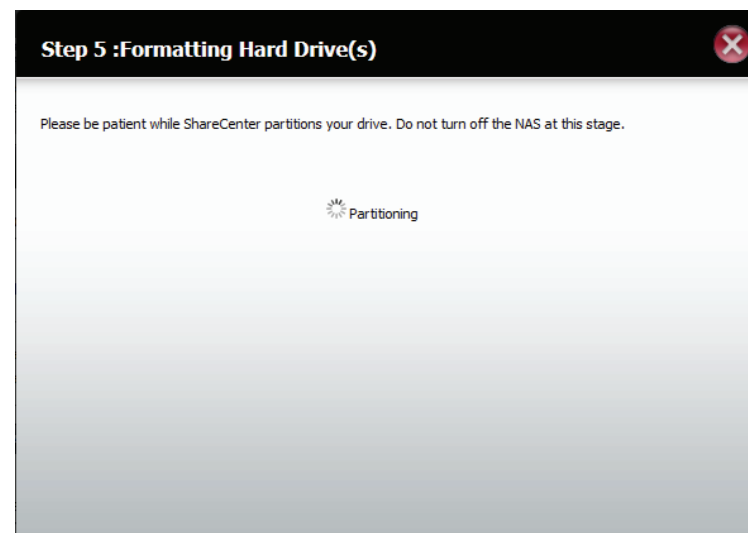 Step 5 :Formatting Hard Drive(s)
Please be patient while ShareCenter partitions your drive. Do not turn off the NAS at this stage.
Partitioning